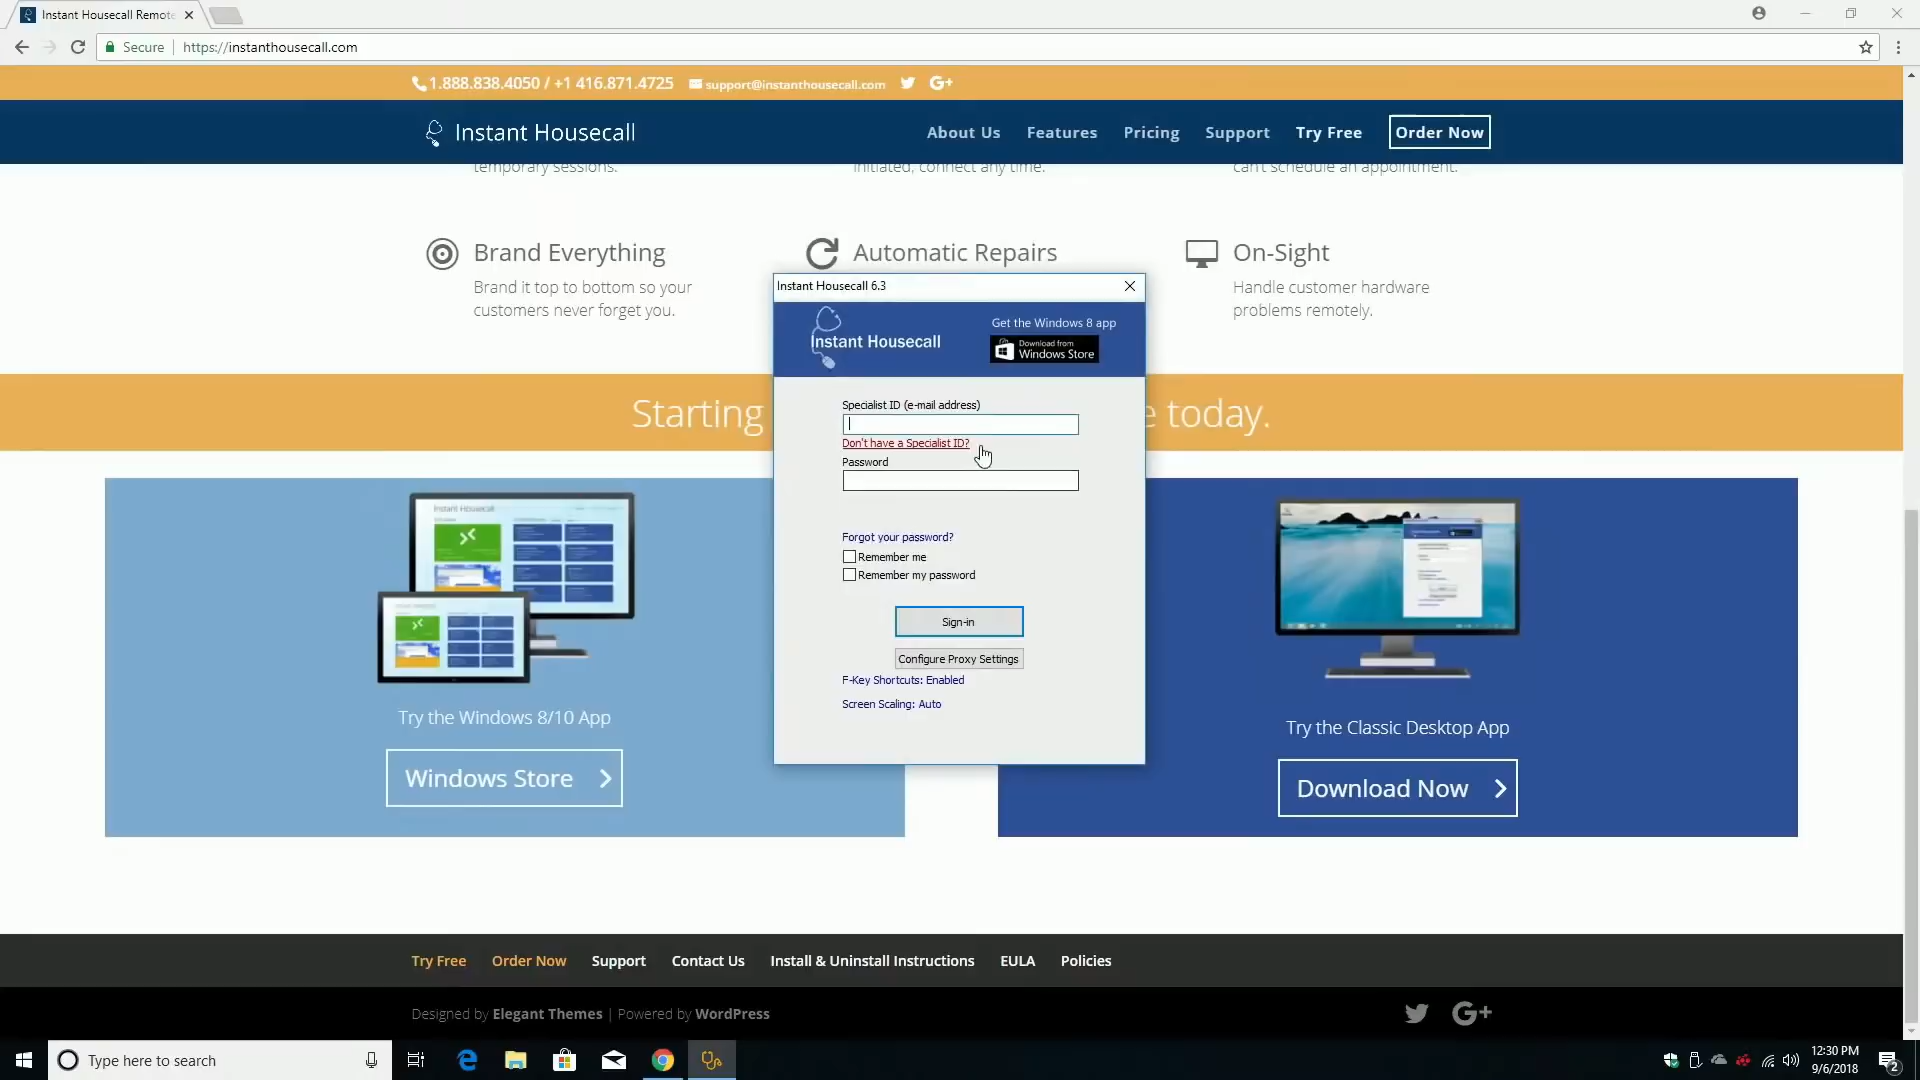 Instant Housecall Remote
Secure
https://instanthousecall.com
1.888.838.4050 / +1 416.871.4725
support@instanthousecall.com
G+
Instant Housecall
About Us
Features
Pricing
Support
Try Free
Order Now
temporary sessions.
initiated, connect any time.
can't schedule an appointment.
Brand Everything
Brand it top to bottom so your
customers never forget you.
Automatic Repairs
On-Sight
Handle customer hardware
problems remotely.
Instant Housecall 6.3
Instant Housecall
Get the Windows 8 app
Download from
Windows Store
Specialist ID (e-mail address)
Don't have a Specialist ID?
Password
Forgot your password?
Remember me
Remember my password
Sign-in
Configure Proxy Settings
F-Key Shortcuts: Enabled
Screen Scaling: Auto
Starting
today.
Instant Housecall
Try the Windows 8/10 App
Windows Store
Try the Classic Desktop App
Download Now
Try Free
Order Now
Support
Contact Us
Install & Uninstall Instructions
EULA
Policies
Designed by Elegant Themes | Powered by WordPress
G+
Type here to search
12:30 PM
9/6/2018
2